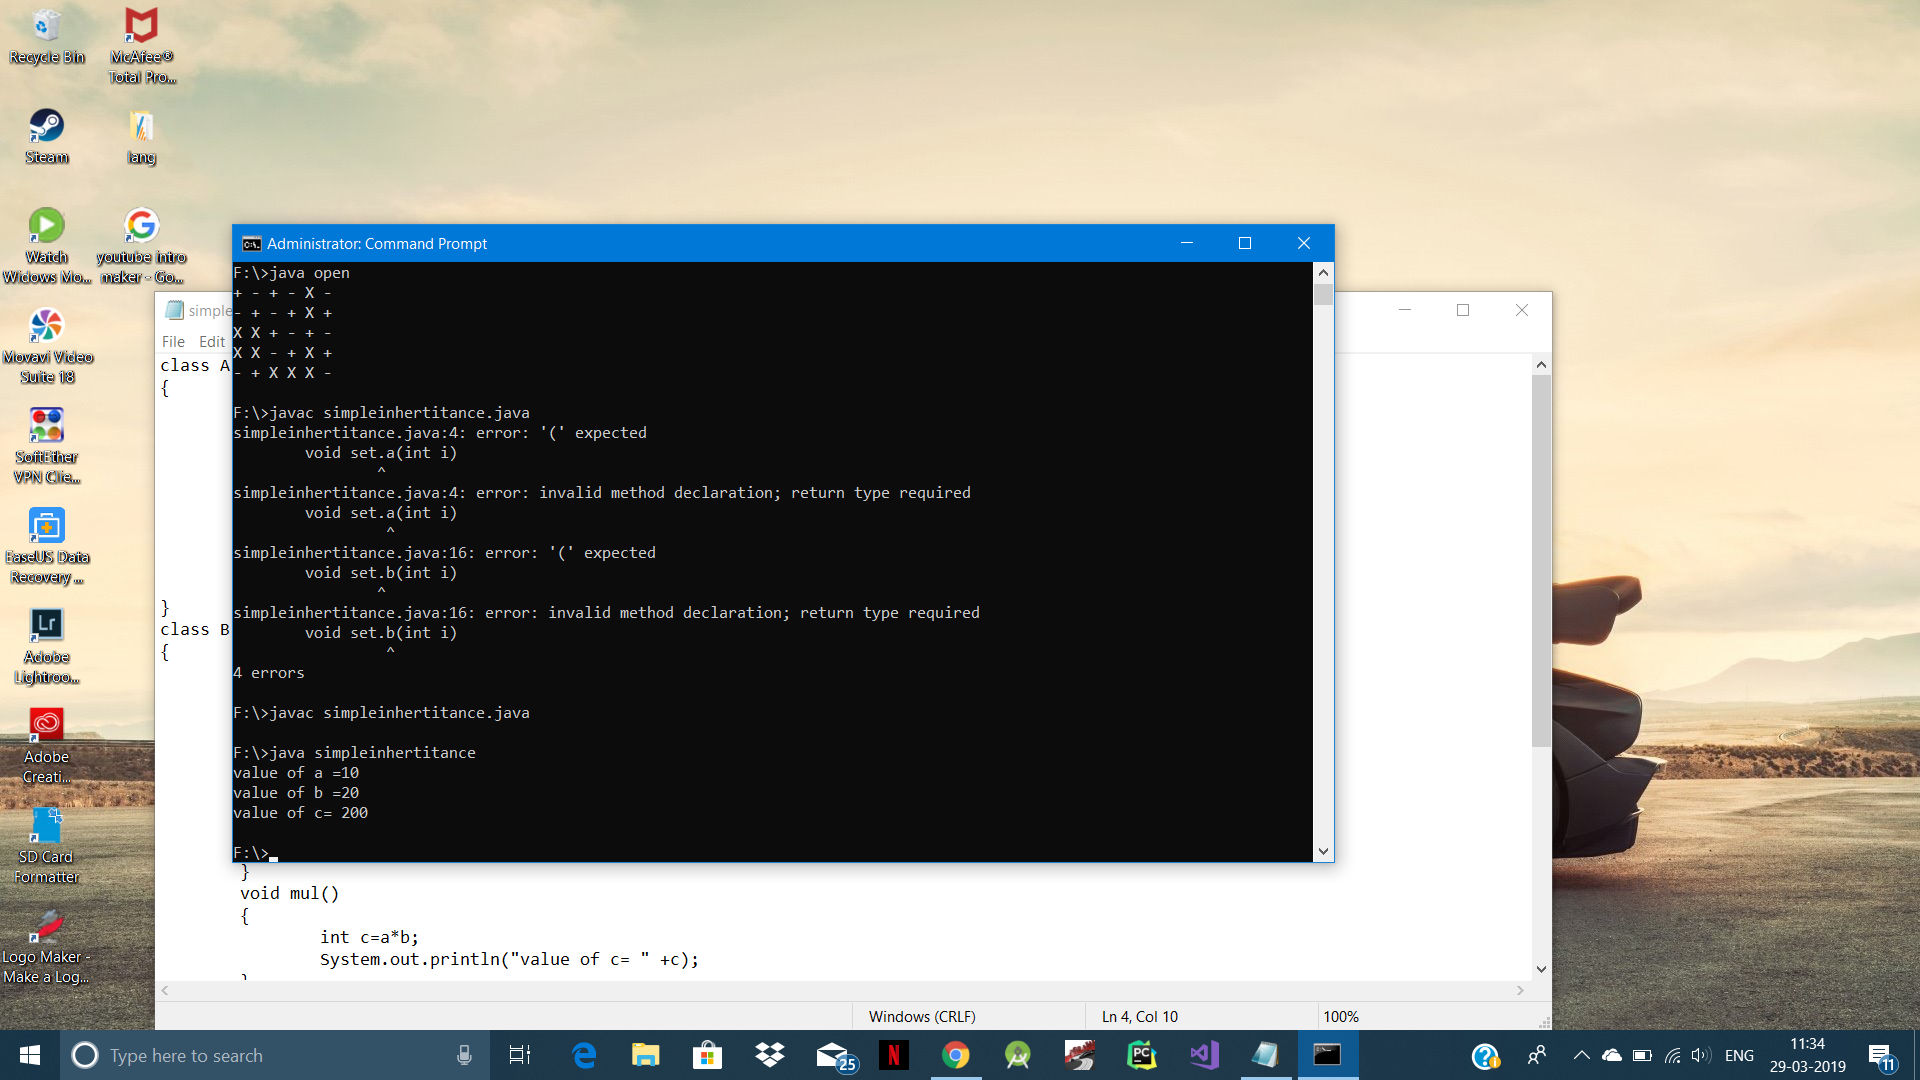 Recycle Bin
McAfee®
Total Pro...
Steam
lang
Watch
Widows Mo...
youtube intro
maker - Go...
Movavi Video
Suite 18
SoftEther
VPN Clie...
EaseUS Data
Recovery ...
Lr
Adobe
Lightroo...
Adobe
Creati...
SD Card
Formatter
Logo Maker -
Make a Log...
Administrator: Command Prompt
F:\>java open
+ - + - X -
- + - + X +
X X + - + -
X X - + X +
- + X X X -
F:\>javac simpleinhertitance.java
simpleinhertitance.java:4: error: '(' expected
void set.a(int i)
^
simpleinhertitance.java:4: error: invalid method declaration; return type required
void set.a(int i)
^
simpleinhertitance.java:16: error: '(' expected
void set.b(int i)
^
simpleinhertitance.java:16: error: invalid method declaration; return type required
void set.b(int i)
^
4 errors
F:\>javac simpleinhertitance.java
F:\>java simpleinhertitance
value of a =10
value of b =20
value of c= 200
F:\>
simple
File Edit
class A
{
}
class B
{
}
void mul()
{
int c=a*b;
System.out.println("value of c= " +c);
Windows (CRLF)
Ln 4, Col 10
100%
Type here to search
25
N
PC
ENG
11:34
29-03-2019
11